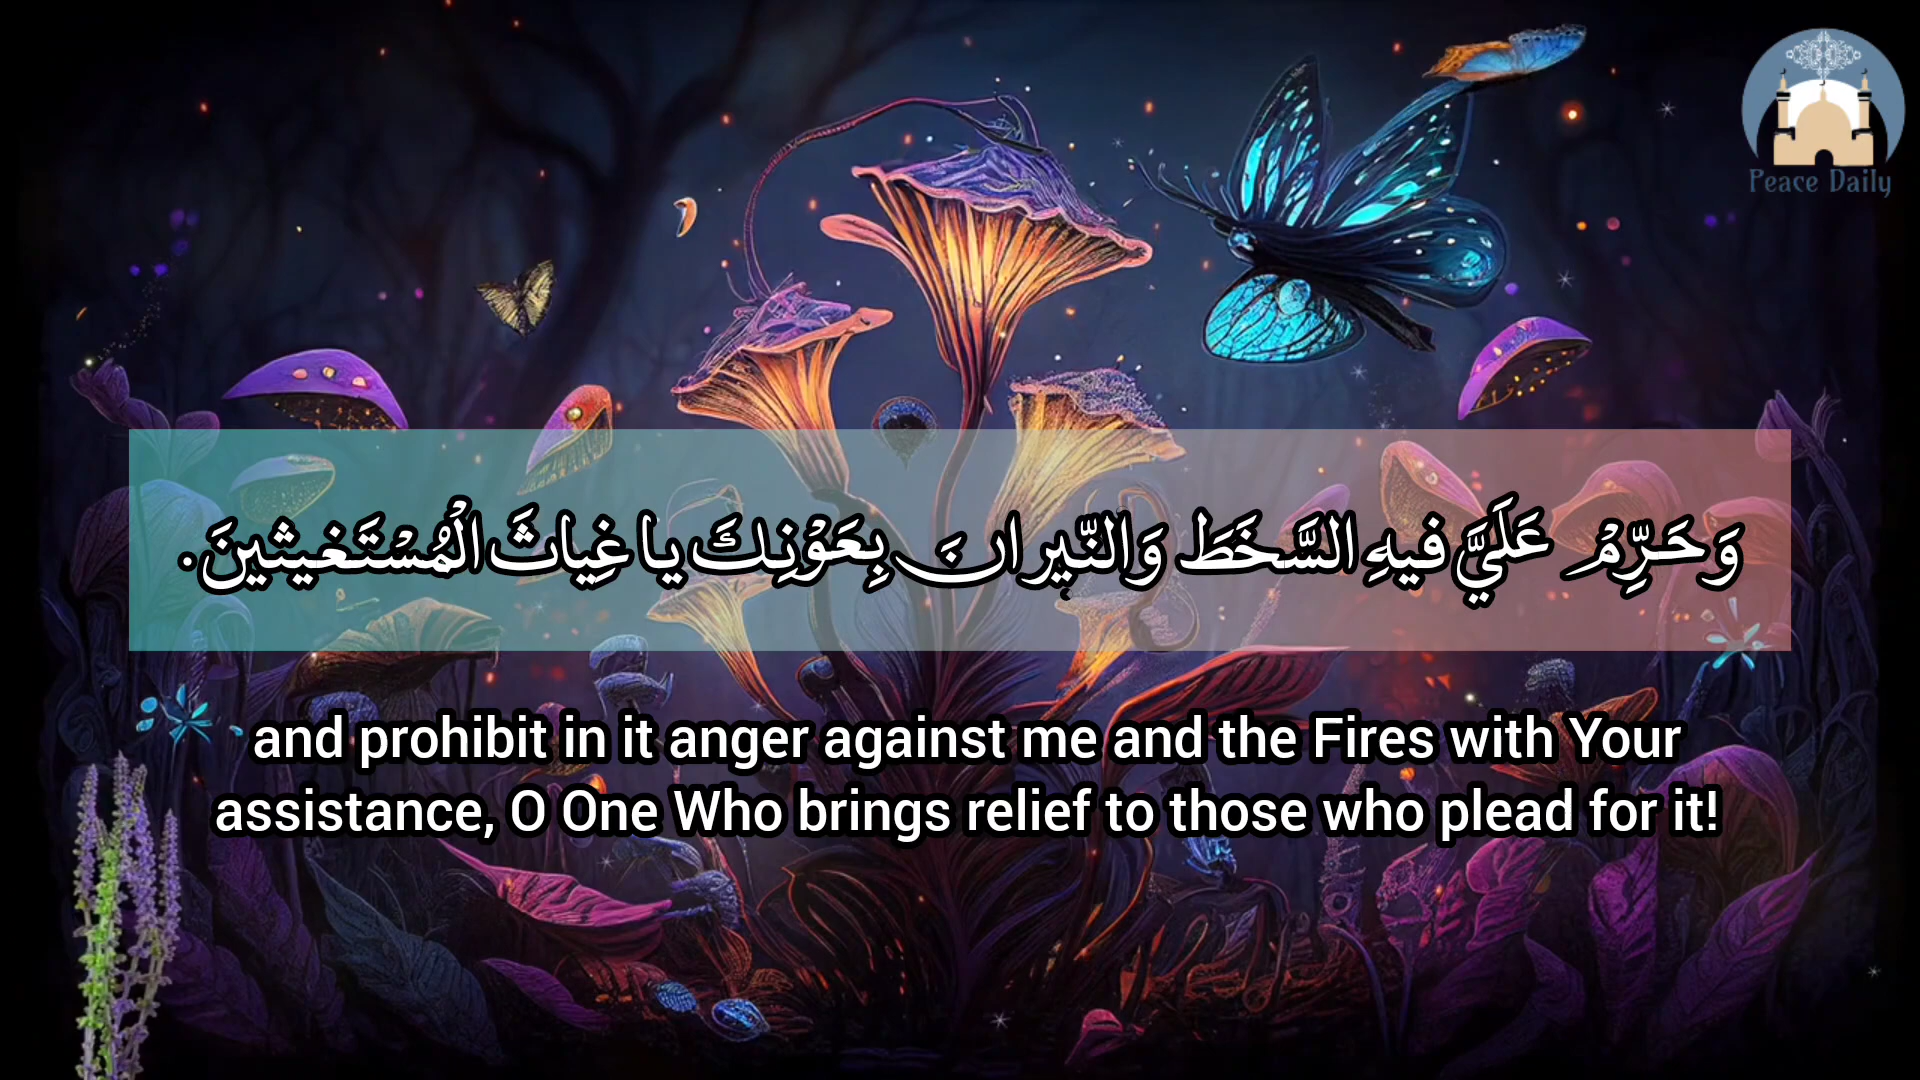 Peace Daily
وَحَرِّمْ عَلَيَّ فيهِ السَّخَطَ وَالنّيرانَ بِعَوْنِكَ يا غِياثَ الْمُسْتَغيثينَ.
and prohibit in it anger against me and the Fires with Your
assistance, O One Who brings relief to those who plead for it!